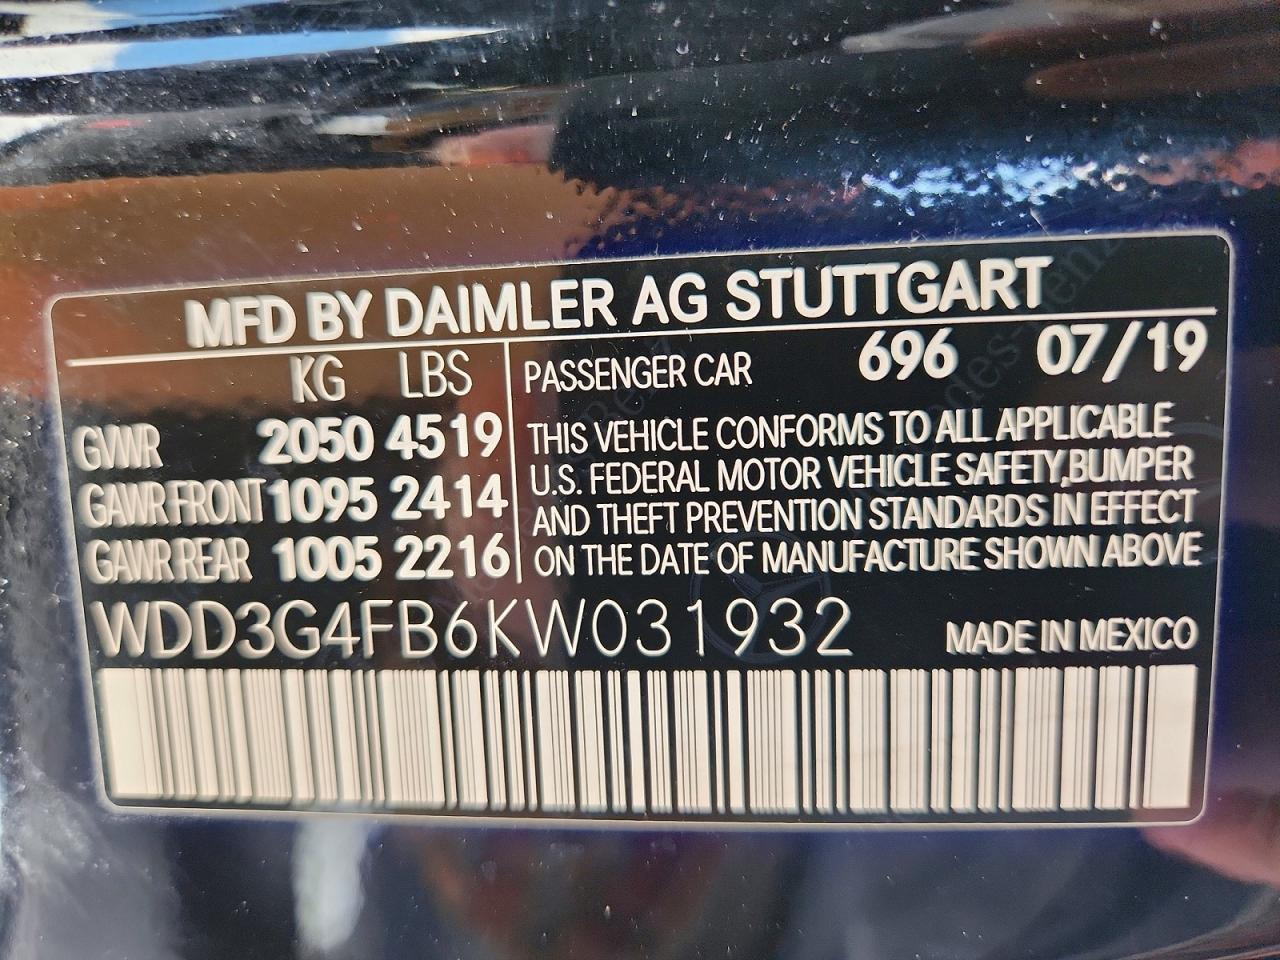 MFD BY DAIMLER AG STUTTGART
KG LBS PASSENGER CAR 696 07/19
GVWR 2050 4519
GAWR FRONT 1095 2414
GAWR REAR 1005 2216
THIS VEHICLE CONFORMS TO ALL APPLICABLE
U.S. FEDERAL MOTOR VEHICLE SAFETY,BUMPER
AND THEFT PREVENTION STANDARDS IN EFFECT
ON THE DATE OF MANUFACTURE SHOWN ABOVE
WDD3G4FB6KW031932 MADE IN MEXICO